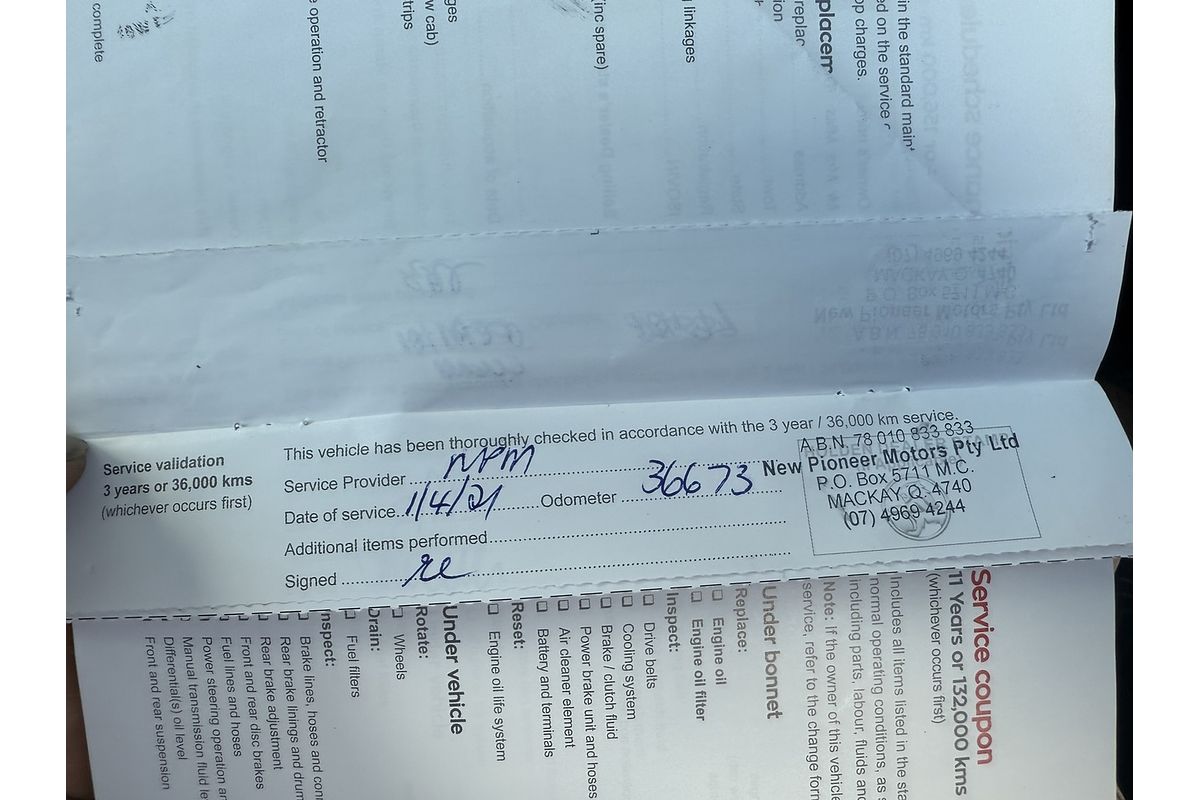 complete
e operation and retractor
trips
w cab)
ges
inc spare)
linkages
placem
op charges.
ed on the service
in the standard maint
Service validation
3 years or 36,000 kms
(whichever occurs first)
This vehicle has been thoroughly checked in accordance with the 3 year / 36,000 km service.
Service Provider NPM
Date of service 1/4/21 Odometer 36673
Additional items performed
Signed
A.B.N. 78 010 833 833
New Pioneer Motors Pty Ltd
P.O. Box 5711 M.C.
MACKAY Q. 4740
(07) 4969 4244
Service coupon
11 Years or 132,000 kms
(whichever occurs first)
Includes all items listed in the sta
normal operating conditions, as s
including parts, labour, fluids and
Note: If the owner of this vehicle
service, refer to the change form
Under bonnet
Replace:
Engine oil
Engine oil filter
Inspect:
Drive belts
Cooling system
Brake / clutch fluid
Power brake unit and hoses
Air cleaner element
Battery and terminals
Reset:
Engine oil life system
Under vehicle
Rotate:
Wheels
Drain:
Fuel filters
Inspect:
Brake lines, hoses and conn
Rear brake linings and drum
Rear brake adjustment
Front and rear disc brakes
Fuel lines and hoses
Power steering operation an
Manual transmission fluid le
Differential(s) oil level
Front and rear suspension